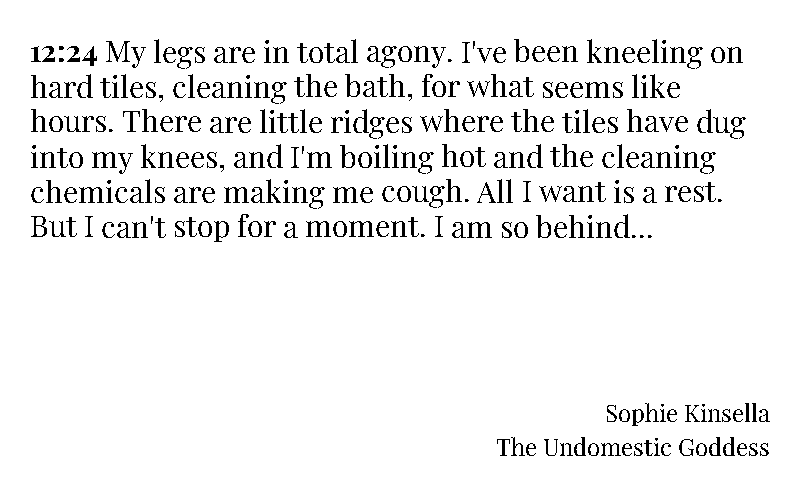 12:24 My legs are in total agony. I've been kneeling on
hard tiles, cleaning the bath, for what seems like
hours. There are little ridges where the tiles have dug
into my knees, and I'm boiling hot and the cleaning
chemicals are making me cough. All I want is a rest.
But I can't stop for a moment. I am so behind...
Sophie Kinsella
The Undomestic Goddess